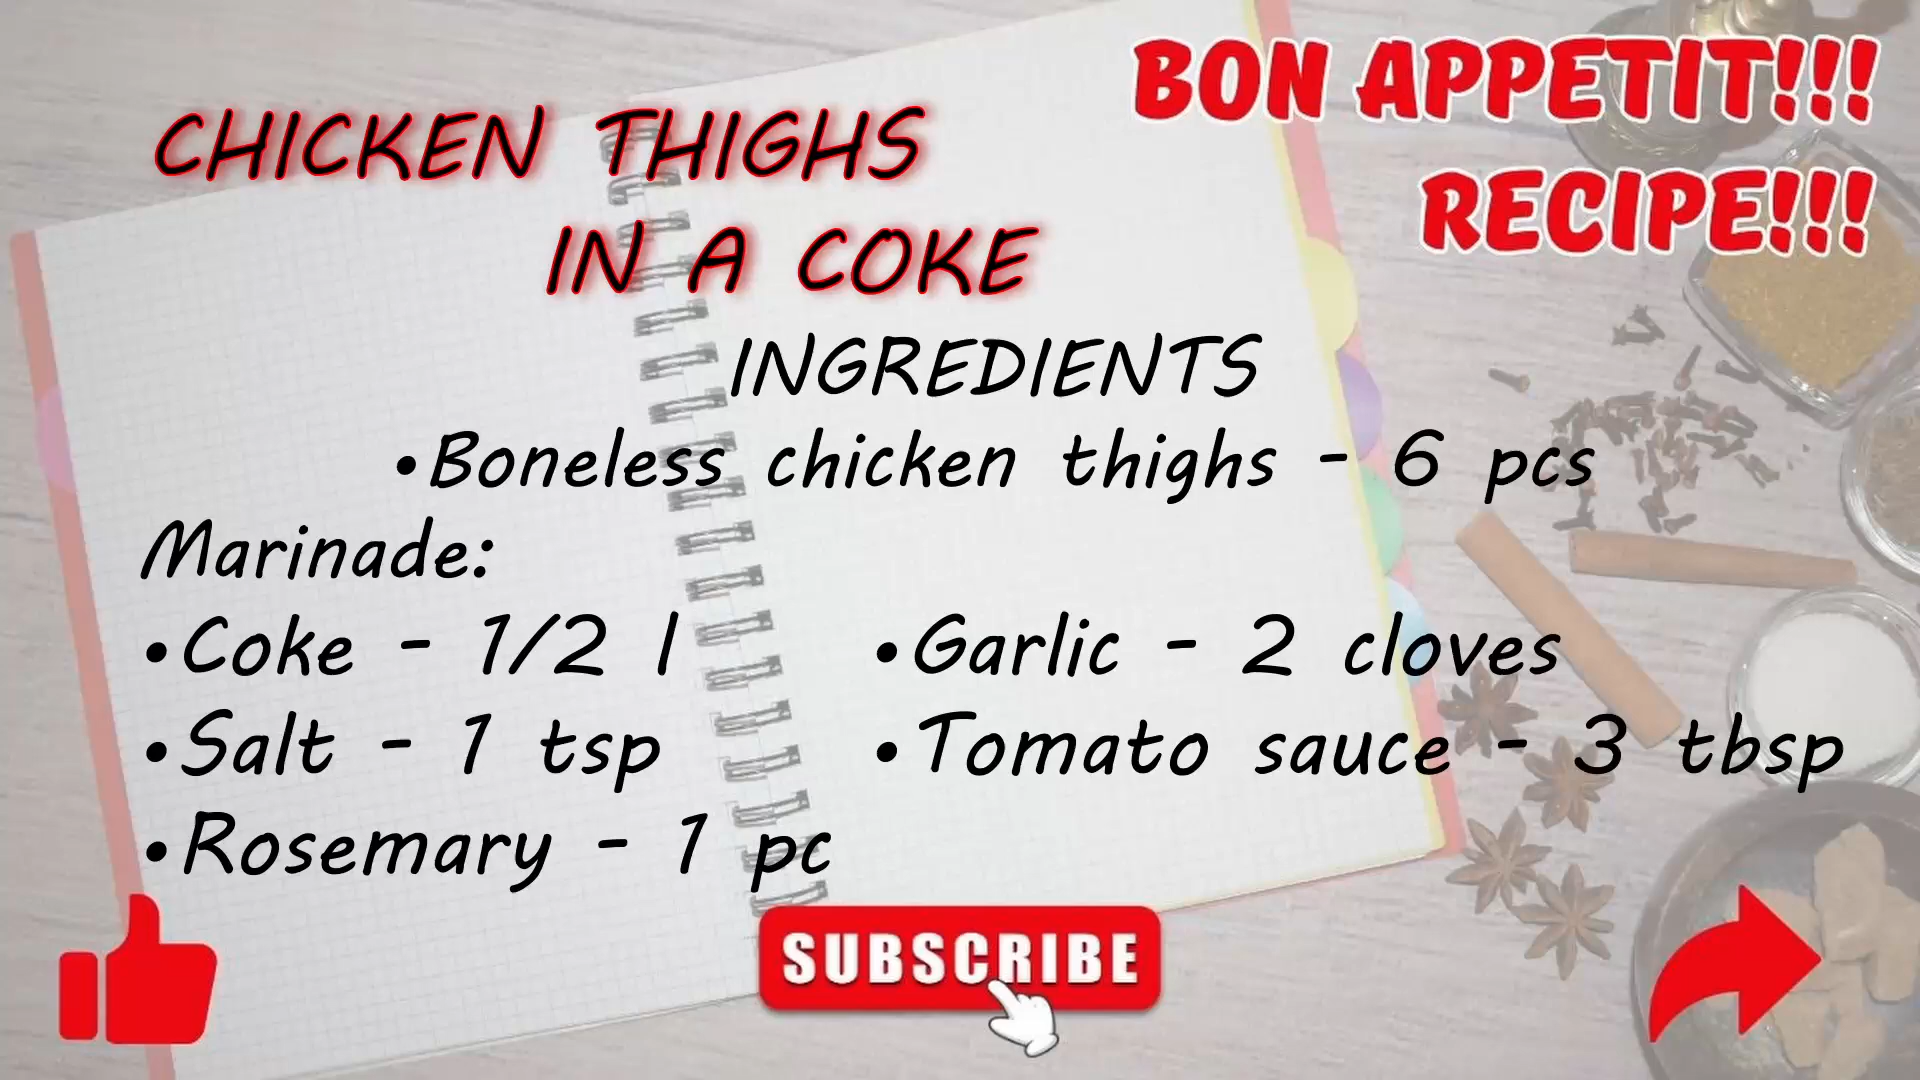 BON APPETIT!!!
RECIPE!!!
CHICKEN THIGHS
IN A COKE
INGREDIENTS
•Boneless chicken thighs - 6 pcs
Marinade:
•Coke - 1/2 l
•Garlic - 2 cloves
•Salt - 1 tsp
•Tomato sauce - 3 tbsp
•Rosemary - 1 pc
SUBSCRIBE